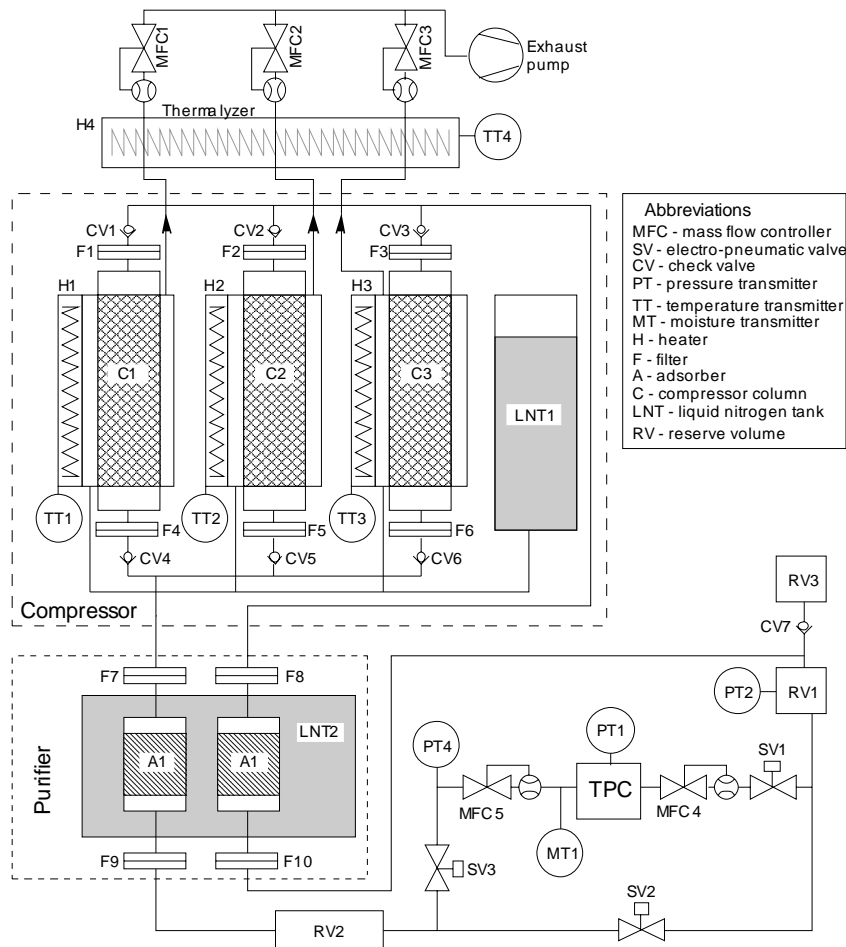 MFC1
MFC2
MFC3
Exhaust
pump
Thermalyzer
H4
TT4
CV1
CV2
CV3
F1
F2
F3
H1
H2
H3
C1
C2
C3
LNT1
TT1
TT2
TT3
F4
F5
F6
CV4
CV5
CV6
Compressor
Abbreviations
MFC - mass flow controller
SV - electro-pneumatic valve
CV - check valve
PT - pressure transmitter
TT - temperature transmitter
MT - moisture transmitter
H - heater
F - filter
A - adsorber
C - compressor column
LNT - liquid nitrogen tank
RV - reserve volume
RV3
CV7
F7
F8
PT2
RV1
LNT2
PT4
PT1
SV1
Purifier
A1
A1
TPC
MFC5
MFC4
F9
F10
MT1
SV3
SV2
RV2